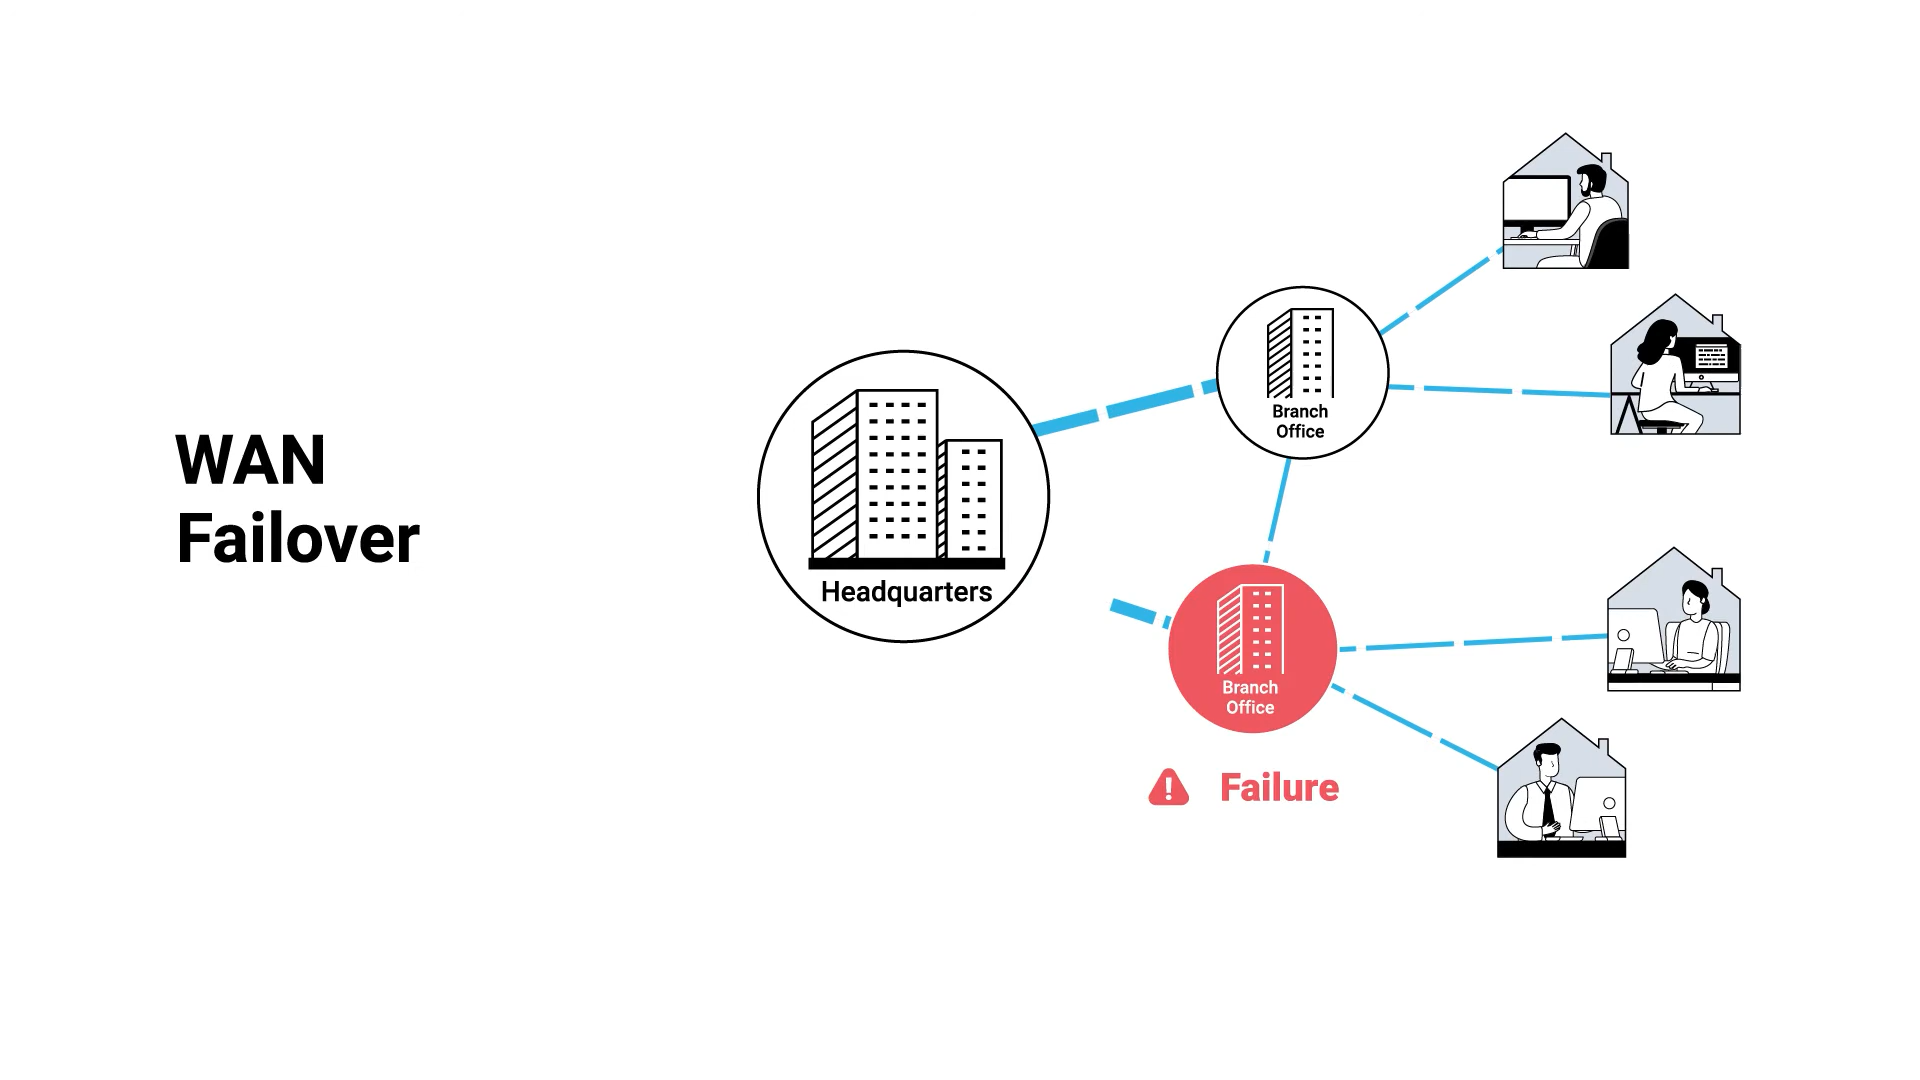 WAN
Failover
Headquarters
Branch
Office
Branch
Office
Failure